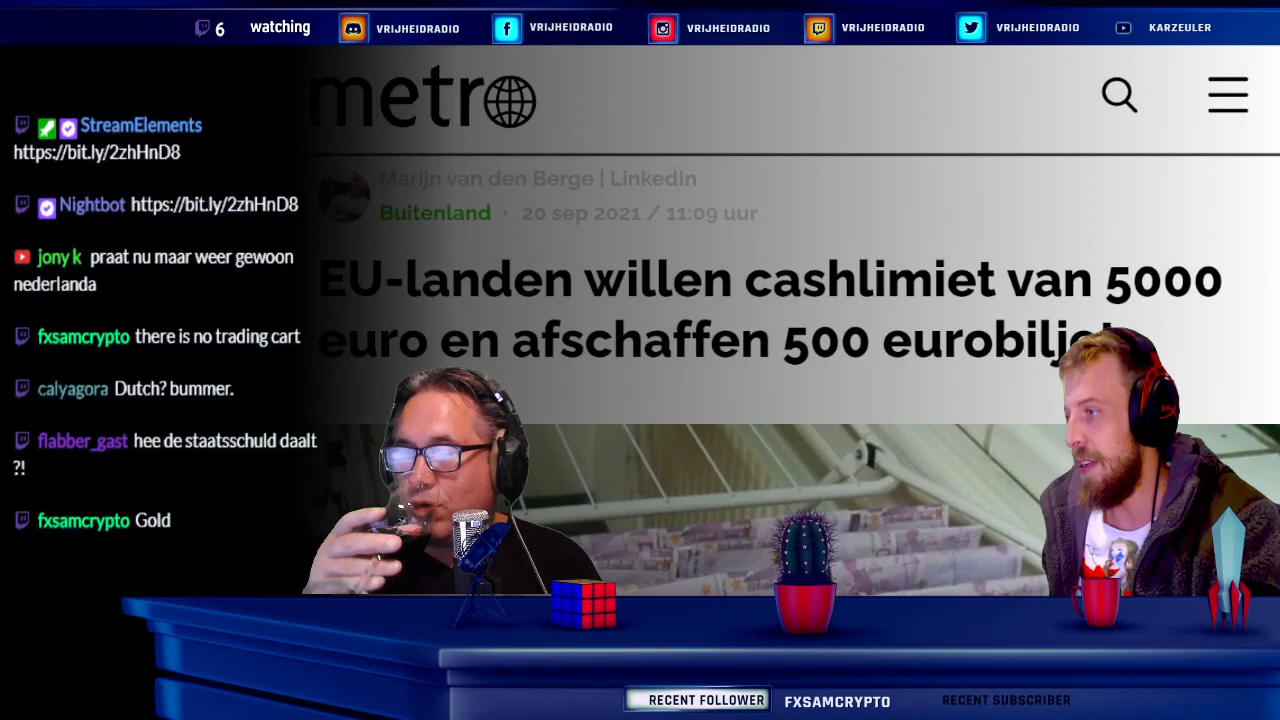 6 watching VRIJHEIDRADIO VRIJHEIDRADIO VRIJHEIDRADIO VRIJHEIDRADIO VRIJHEIDRADIO KARZEULER
metro
Marijn van den Berge | LinkedIn
Buitenland · 20 sep 2021 / 11:09 uur
EU-landen willen cashlimiet van 5000
euro en afschaffen 500 eurobiljet
StreamElements
https://bit.ly/2zhHnD8
Nightbot https://bit.ly/2zhHnD8
jony k praat nu maar weer gewoon
nederlanda
fxsamcrypto there is no trading cart
calyagora Dutch? bummer.
flabber_gast hee de staatsschuld daalt
?!
fxsamcrypto Gold
RECENT FOLLOWER FXSAMCRYPTO RECENT SUBSCRIBER